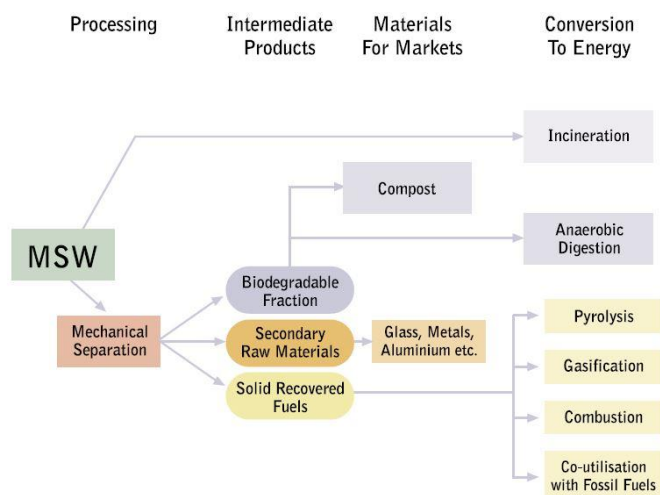 Processing
Intermediate
Products
Materials
For Markets
Conversion
To Energy
Incineration
Compost
Anaerobic
Digestion
MSW
Biodegradable
Fraction
Mechanical
Separation
Secondary
Raw Materials
Glass, Metals,
Aluminium etc.
Solid Recovered
Fuels
Pyrolysis
Gasification
Combustion
Co-utilisation
with Fossil Fuels